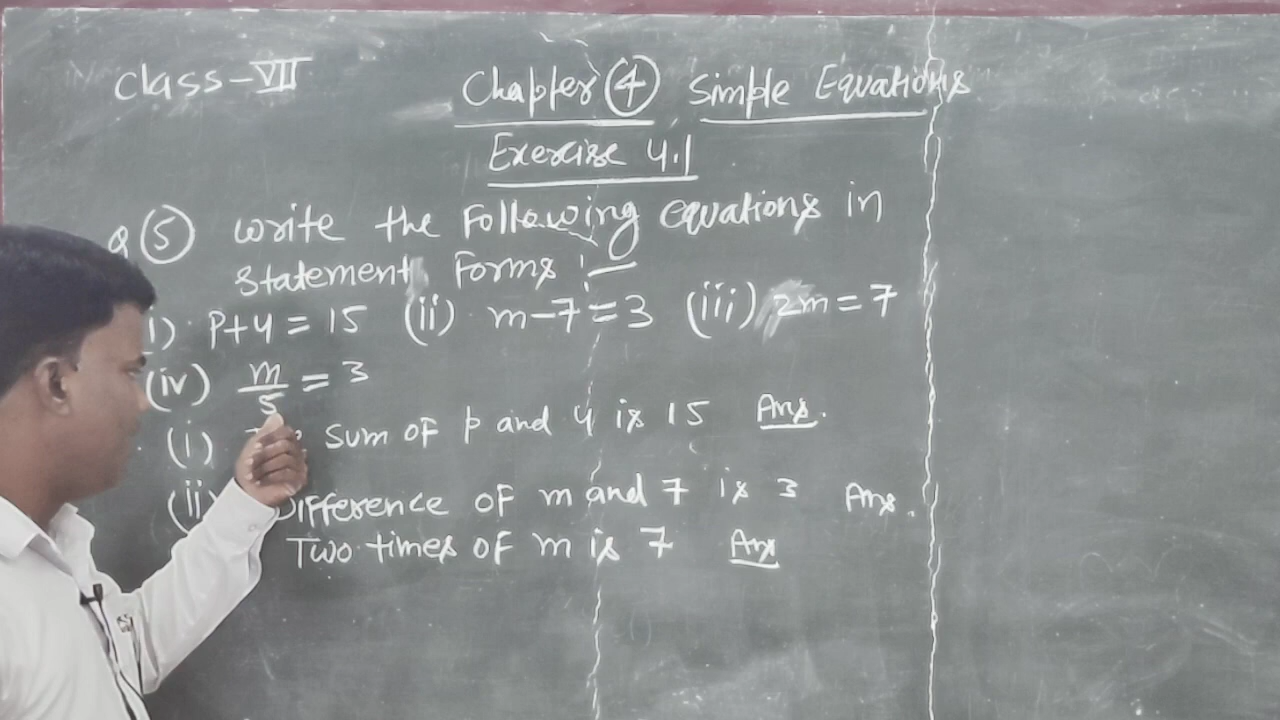 Class-VII
Chapter 4 Simple Equations
Exercise 4.1
Q 5 Write the Following equations in
Statement Forms :-
i) P+4 = 15 (ii) m-7=3 (iii) 2m = 7
(iv) m/5 = 3
(i) sum of p and 4 is 15 Ans.
(ii) Difference of m and 7 is 3 Ans.
Two times of m is 7 Ans